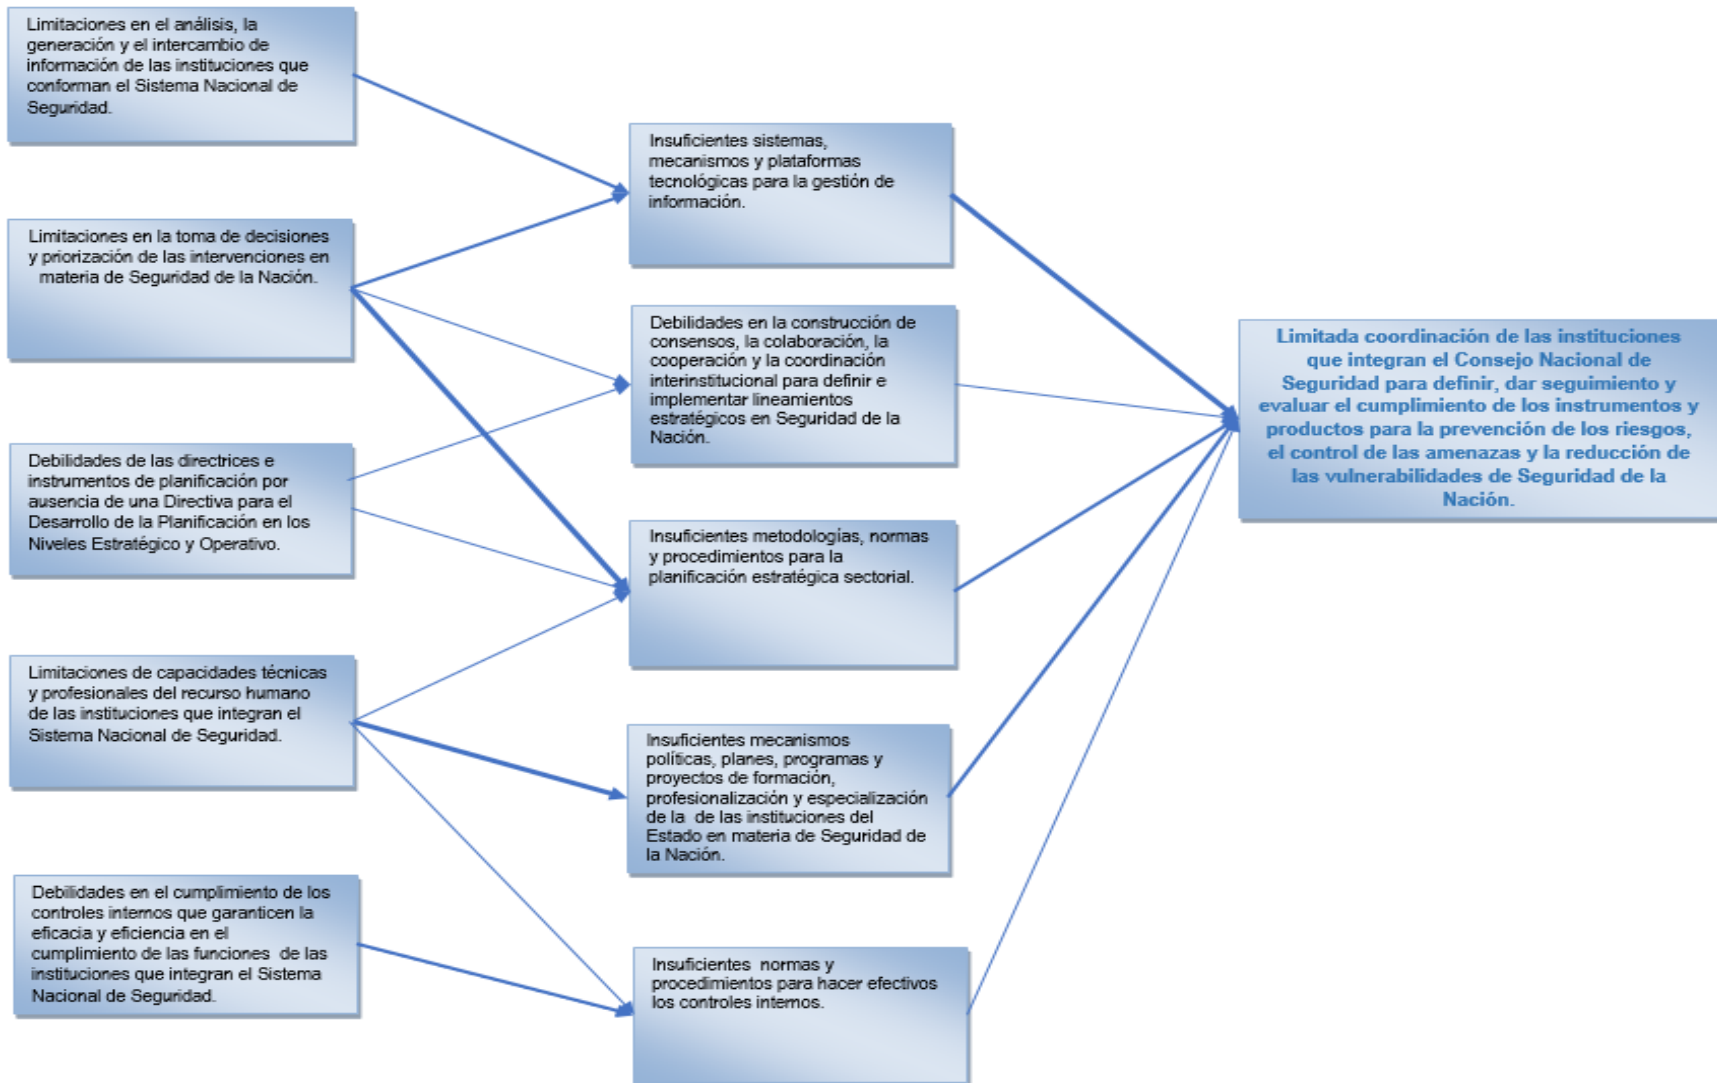 Limitaciones en el análisis, la
generación y el intercambio de
información de las instituciones que
conforman el Sistema Nacional de
Seguridad.
Limitaciones en la toma de decisiones
y priorización de las intervenciones en
materia de Seguridad de la Nación.
Debilidades de las directrices e
instrumentos de planificación por
ausencia de una Directiva para el
Desarrollo de la Planificación en los
Niveles Estratégico y Operativo.
Limitaciones de capacidades técnicas
y profesionales del recurso humano
de las instituciones que integran el
Sistema Nacional de Seguridad.
Debilidades en el cumplimiento de los
controles internos que garanticen la
eficacia y eficiencia en el
cumplimiento de las funciones de las
instituciones que integran el Sistema
Nacional de Seguridad.
Insuficientes sistemas,
mecanismos y plataformas
tecnológicas para la gestión de
información.
Debilidades en la construcción de
consensos, la colaboración, la
cooperación y la coordinación
interinstitucional para definir e
implementar lineamientos
estratégicos en Seguridad de la
Nación.
Insuficientes metodologías, normas
y procedimientos para la
planificación estratégica sectorial.
Insuficientes mecanismos
políticas, planes, programas y
proyectos de formación,
profesionalización y especialización
de la de las instituciones del
Estado en materia de Seguridad de
la Nación.
Insuficientes normas y
procedimientos para hacer efectivos
los controles internos.
Limitada coordinación de las instituciones
que integran el Consejo Nacional de
Seguridad para definir, dar seguimiento y
evaluar el cumplimiento de los instrumentos y
productos para la prevención de los riesgos,
el control de las amenazas y la reducción de
las vulnerabilidades de Seguridad de la
Nación.